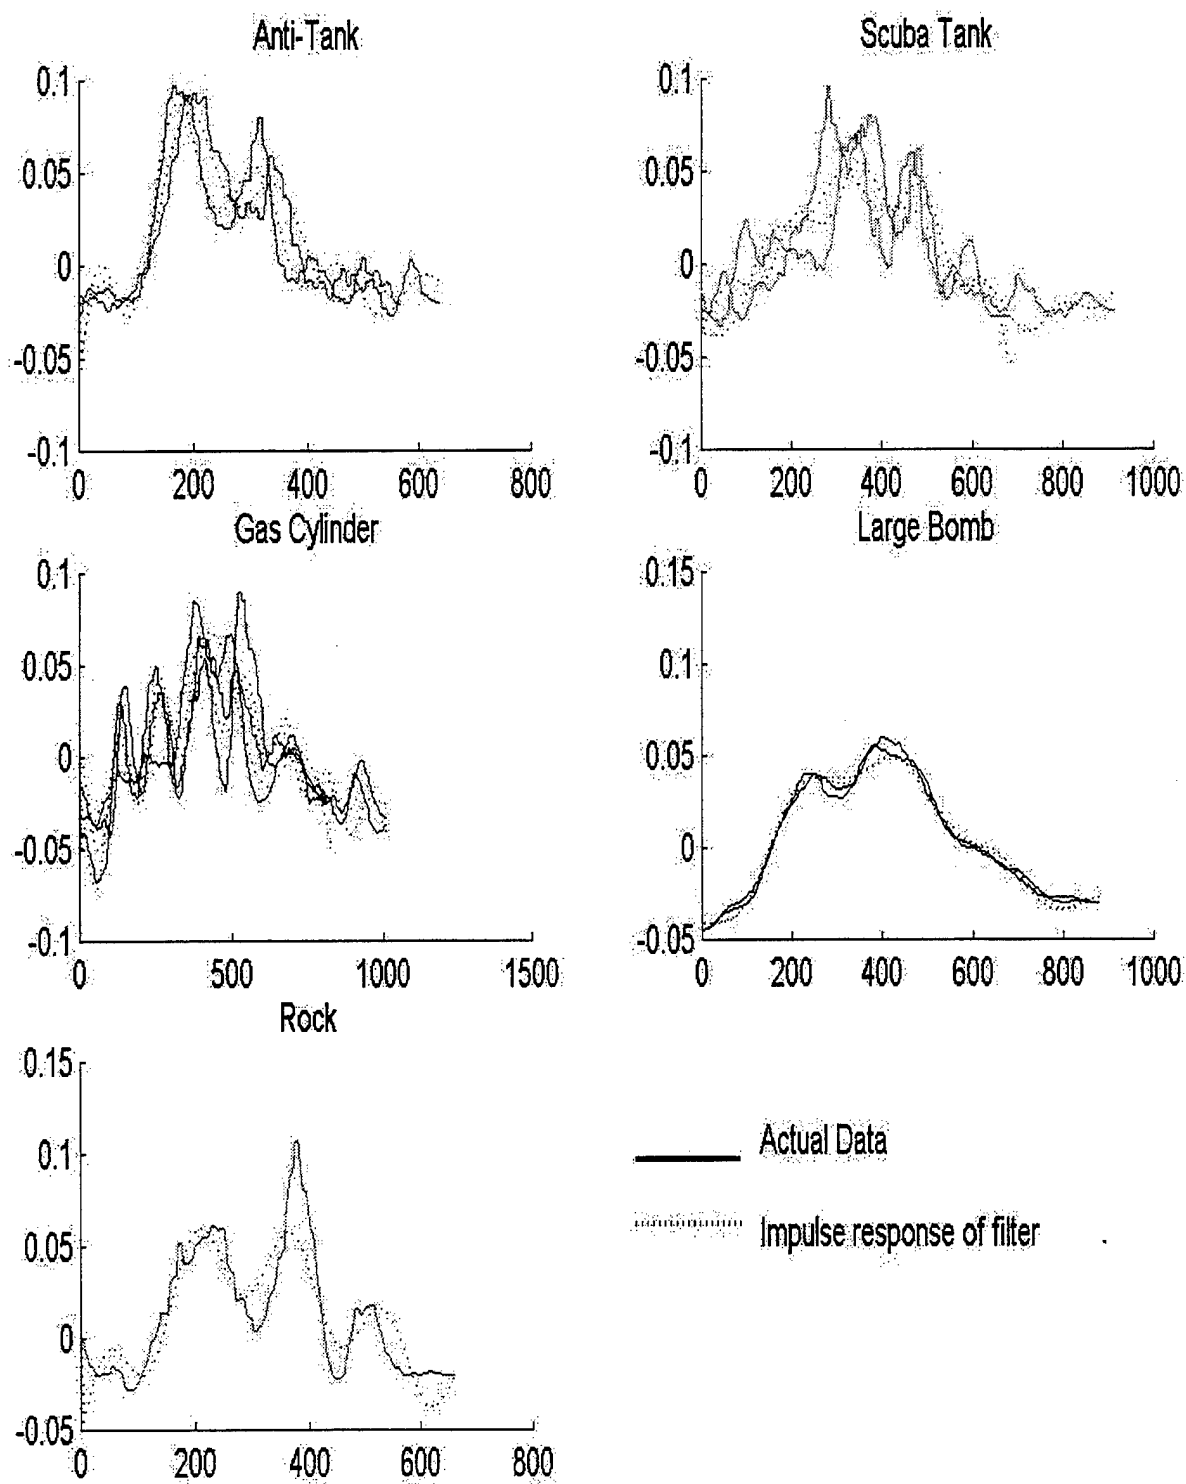 Anti-Tank
0.1
0.05
0
-0.05
-0.1
0 200 400 600 800
Scuba Tank
0.1
0.05
0
-0.05
-0.1
0 200 400 600 800 1000
Gas Cylinder
0.1
0.05
0
-0.05
-0.1
0 500 1000 1500
Large Bomb
0.15
0.1
0.05
0
-0.05
0 200 400 600 800 1000
Rock
0.15
0.1
0.05
0
-0.05
0 200 400 600 800
Actual Data
Impulse response of filter